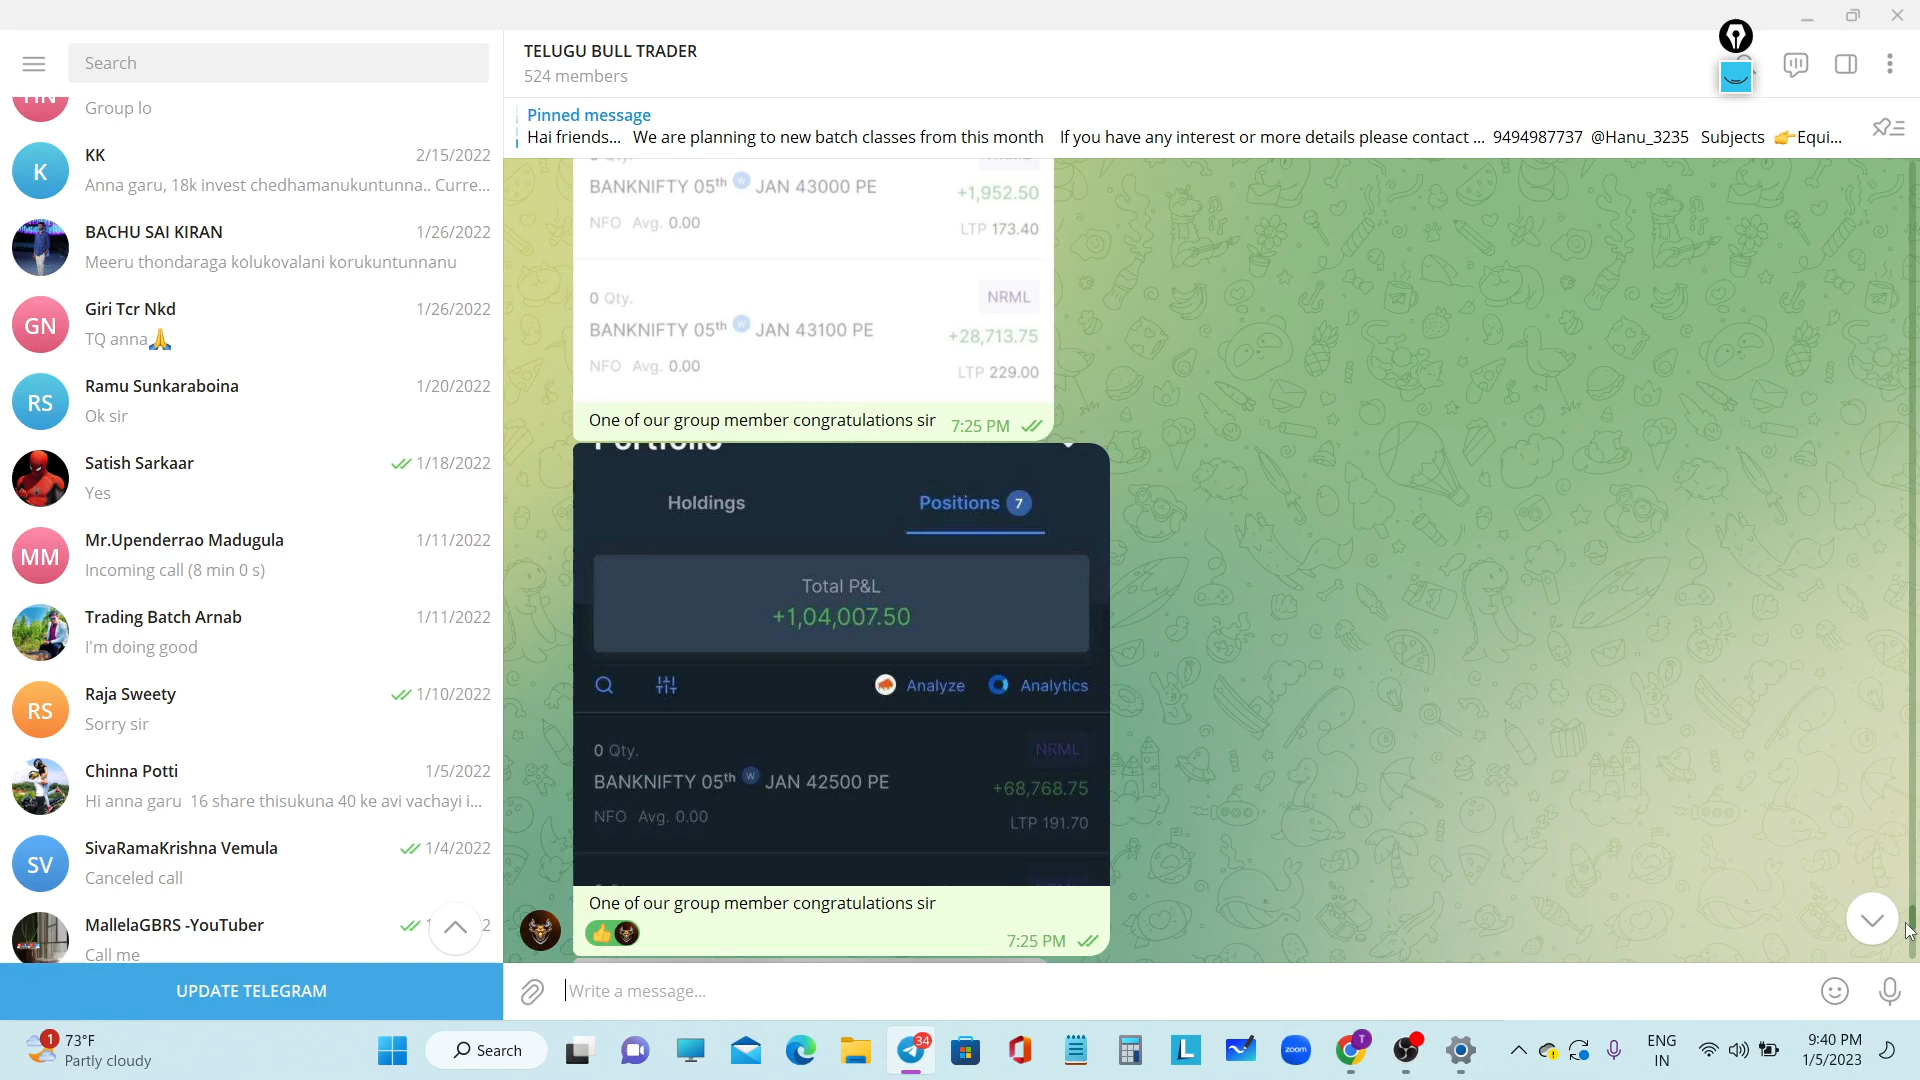 Search
TELUGU BULL TRADER
524 members
Pinned message
Hai friends... We are planning to new batch classes from this month If you have any interest or more details please contact ... 9494987737 @Hanu_3235 Subjects 👉Equi...
Group lo
K
KK
2/15/2022
Anna garu, 18k invest chedhamanukuntunna.. Curre...
BACHU SAI KIRAN
1/26/2022
Meeru thondaraga kolukovalani korukuntunnanu
GN
Giri Tcr Nkd
1/26/2022
TQ anna🙏
RS
Ramu Sunkaraboina
1/20/2022
Ok sir
Satish Sarkaar
1/18/2022
Yes
MM
Mr.Upenderrao Madugula
1/11/2022
Incoming call (8 min 0 s)
Trading Batch Arnab
1/11/2022
I'm doing good
RS
Raja Sweety
1/10/2022
Sorry sir
Chinna Potti
1/5/2022
Hi anna garu 16 share thisukuna 40 ke avi vachayi i...
SV
SivaRamaKrishna Vemula
1/4/2022
Canceled call
MallelaGBRS -YouTuber
Call me
UPDATE TELEGRAM
BANKNIFTY 05th W JAN 43000 PE
+1,952.50
NFO Avg. 0.00
LTP 173.40
0 Qty.
NRML
BANKNIFTY 05th W JAN 43100 PE
+28,713.75
NFO Avg. 0.00
LTP 229.00
One of our group member congratulations sir
7:25 PM
Portfolio
Holdings
Positions 7
Total P&L
+1,04,007.50
Analyze
Analytics
0 Qty.
NRML
BANKNIFTY 05th W JAN 42500 PE
+68,768.75
NFO Avg. 0.00
LTP 191.70
One of our group member congratulations sir
👍
7:25 PM
Write a message...
1
73°F
Partly cloudy
Search
34
L
zoom
T
ENG
IN
9:40 PM
1/5/2023